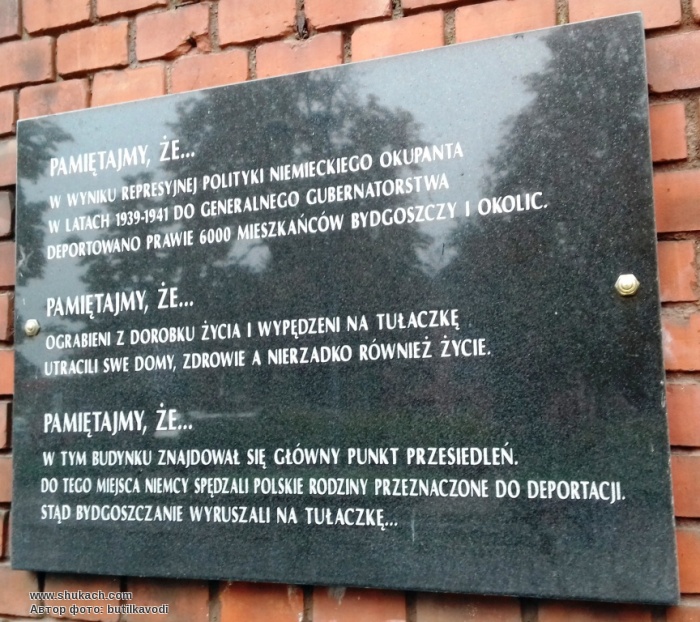 PAMIĘTAJMY, ŻE...
W WYNIKU REPRESYJNEJ POLITYKI NIEMIECKIEGO OKUPANTA
W LATACH 1939-1941 DO GENERALNEGO GUBERNATORSTWA
DEPORTOWANO PRAWIE 6000 MIESZKAŃCÓW BYDGOSZCZY I OKOLIC.
PAMIĘTAJMY, ŻE...
OGRABIENI Z DOROBKU ŻYCIA I WYPĘDZENI NA TUŁACZKĘ
UTRACILI SWE DOMY, ZDROWIE A NIERZADKO RÓWNIEŻ ŻYCIE.
PAMIĘTAJMY, ŻE...
W TYM BUDYNKU ZNAJDOWAŁ SIĘ GŁÓWNY PUNKT PRZESIEDLEŃ.
DO TEGO MIEJSCA NIEMCY SPĘDZALI POLSKIE RODZINY PRZEZNACZONE DO DEPORTACJI.
STĄD BYDGOSZCZANIE WYRUSZALI NA TUŁACZKĘ...
www.shukach.com
Автор фото: butilkavodi